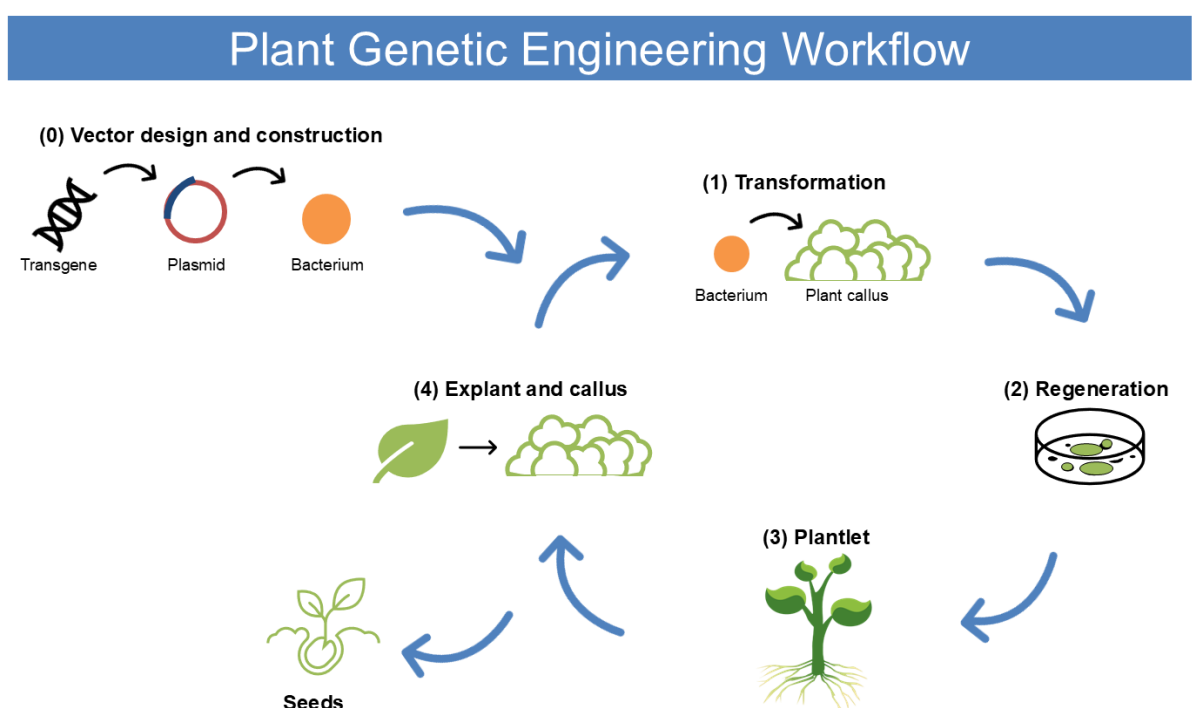 Plant Genetic Engineering Workflow
(0) Vector design and construction
Transgene
Plasmid
Bacterium
(1) Transformation
Bacterium
Plant callus
(2) Regeneration
(3) Plantlet
(4) Explant and callus
Seeds